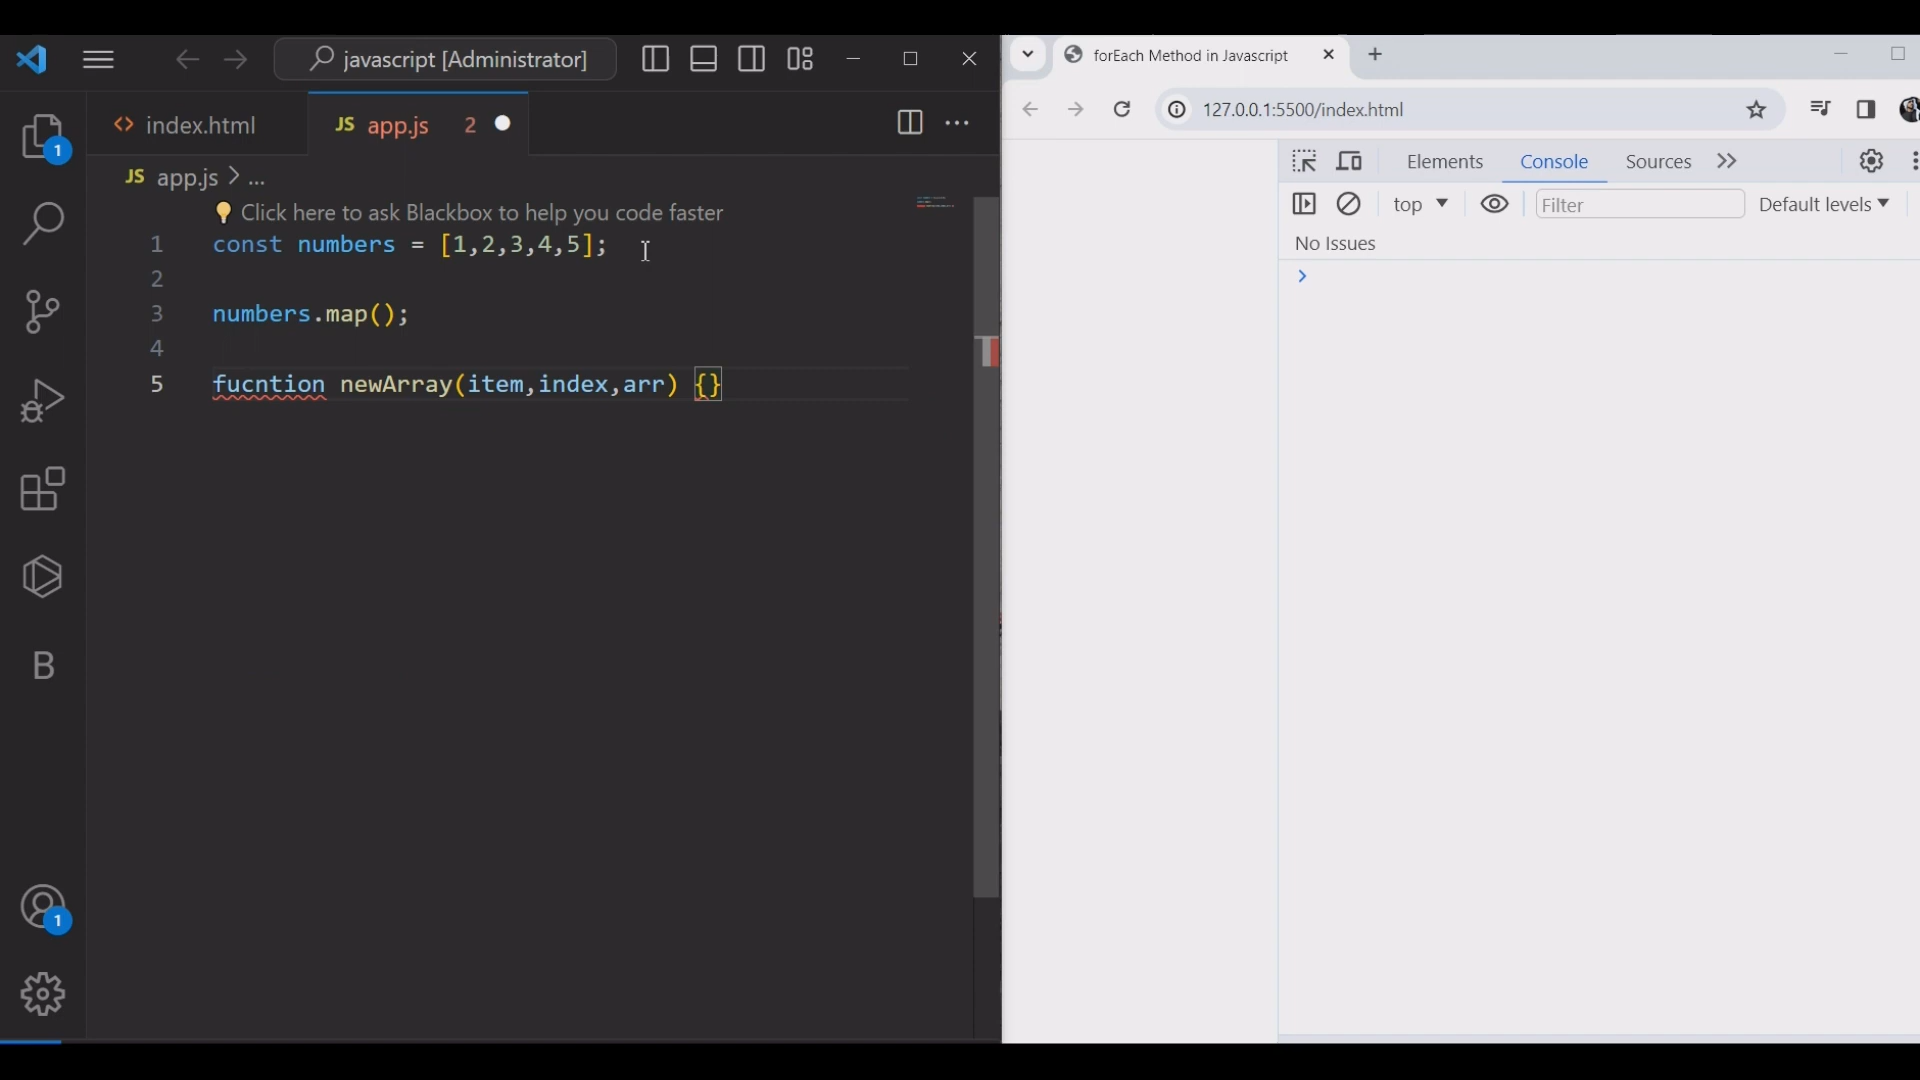 javascript [Administrator]
index.html
JS app.js 2
JS app.js > ...
Click here to ask Blackbox to help you code faster
1 const numbers = [1,2,3,4,5];
2
3 numbers.map();
4
5 fucntion newArray(item,index,arr) {}
1
B
1
forEach Method in Javascript
127.0.0.1:5500/index.html
Elements Console Sources
top Filter Default levels
No Issues